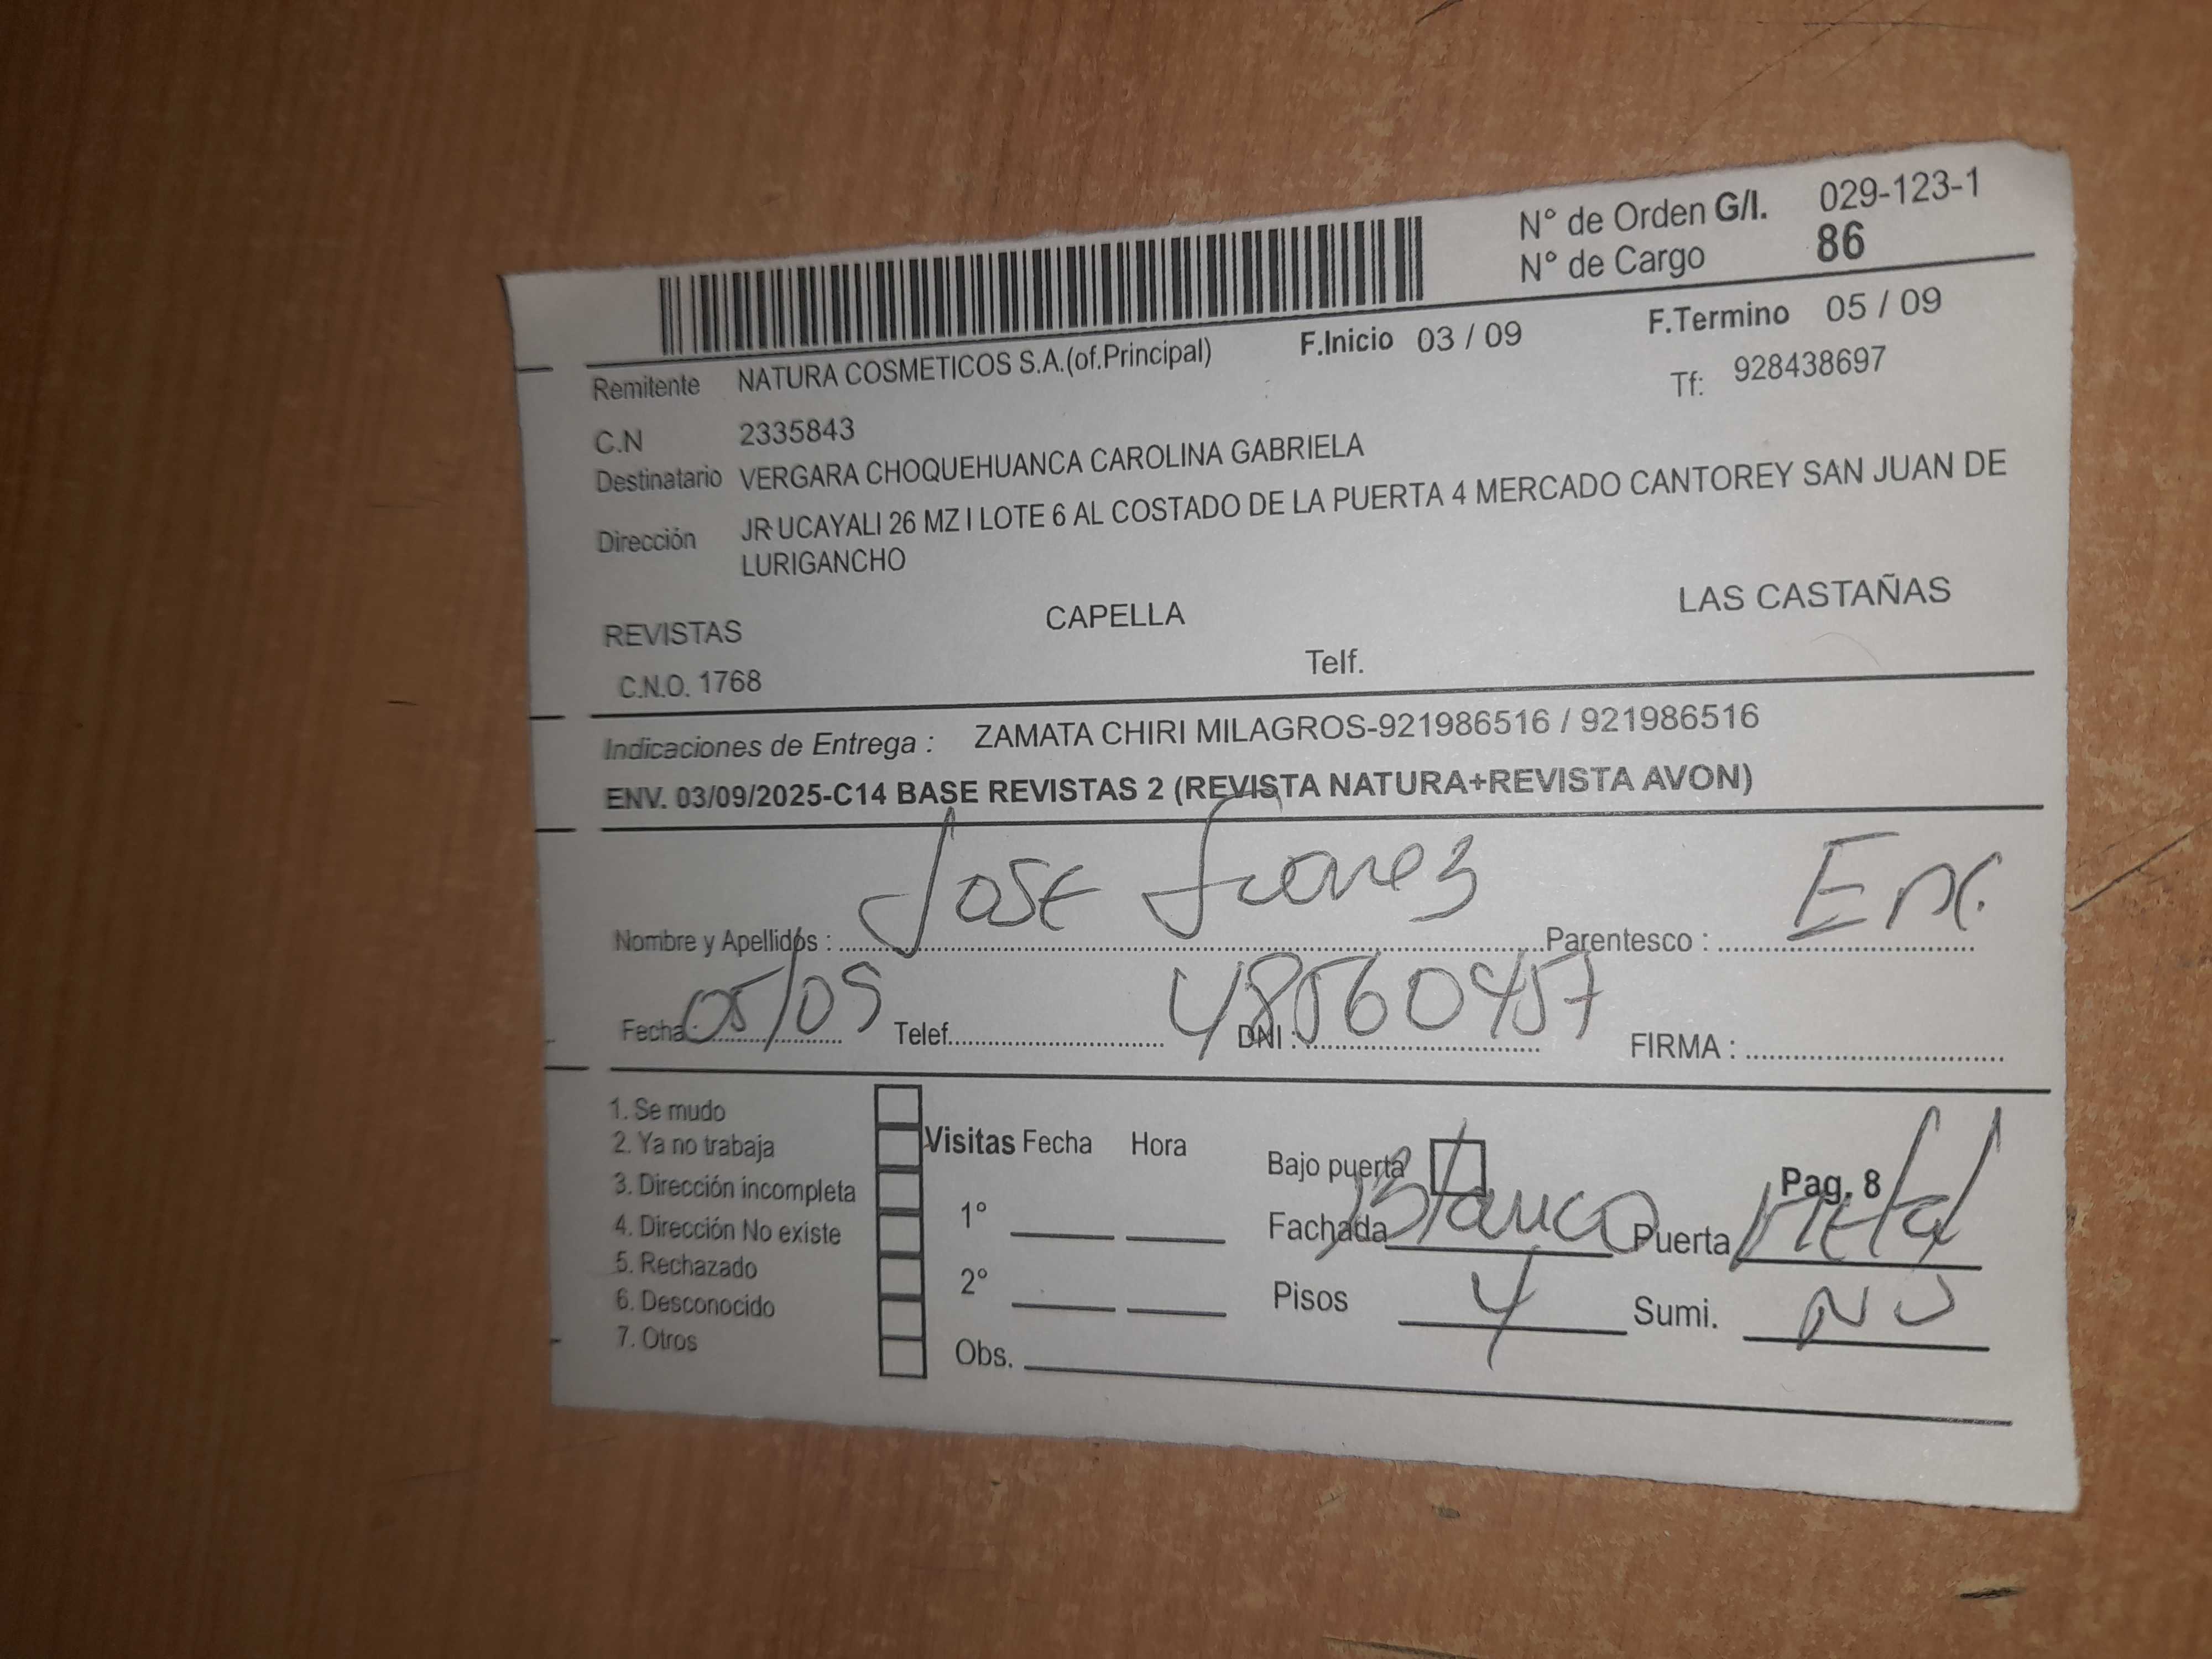 N° de Orden G/I. 029-123-1
N° de Cargo 86
F.Inicio 03 / 09 F.Termino 05 / 09
Remitente NATURA COSMETICOS S.A.(of.Principal) Tf: 928438697
C.N 2335843
Destinatario VERGARA CHOQUEHUANCA CAROLINA GABRIELA
Dirección JR UCAYALI 26 MZ I LOTE 6 AL COSTADO DE LA PUERTA 4 MERCADO CANTOREY SAN JUAN DE
LURIGANCHO
REVISTAS CAPELLA LAS CASTAÑAS
C.N.O. 1768 Telf.
Indicaciones de Entrega : ZAMATA CHIRI MILAGROS-921986516 / 921986516
ENV. 03/09/2025-C14 BASE REVISTAS 2 (REVISTA NATURA+REVISTA AVON)
Nombre y Apellidos : Jose Parentesco : Enc.
Fecha: 05/09 Telef. DNI : 48560457 FIRMA :
1. Se mudo
2. Ya no trabaja Visitas Fecha Hora Bajo puerta Pag. 8
3. Dirección incompleta
4. Dirección No existe 1° Fachada Blanco Puerta Metal
5. Rechazado
6. Desconocido 2° Pisos 4 Sumi. NO
7. Otros Obs.